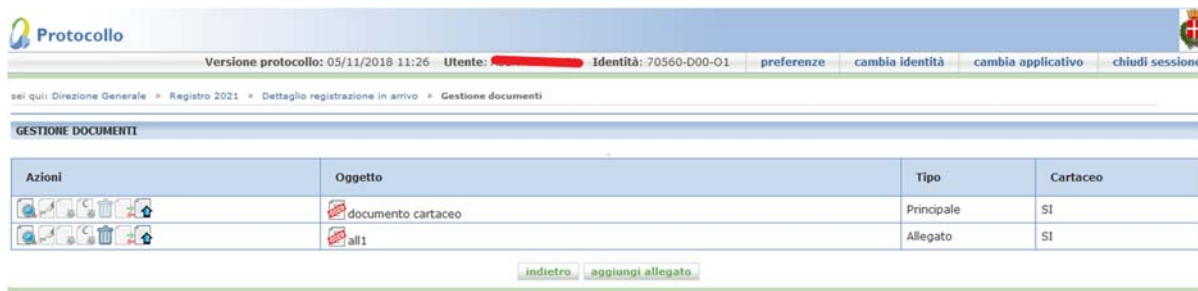 Protocollo
Versione protocollo: 05/11/2018 11:26 Utente: Identità: 70560-D00-O1 preferenze cambia identità cambia applicativo chiudi sessione
sei qui: Direzione Generale » Registro 2021 » Dettaglio registrazione in arrivo » Gestione documenti
GESTIONE DOCUMENTI
Azioni Oggetto Tipo Cartaceo
documento cartaceo Principale SI
all1 Allegato SI
indietro aggiungi allegato